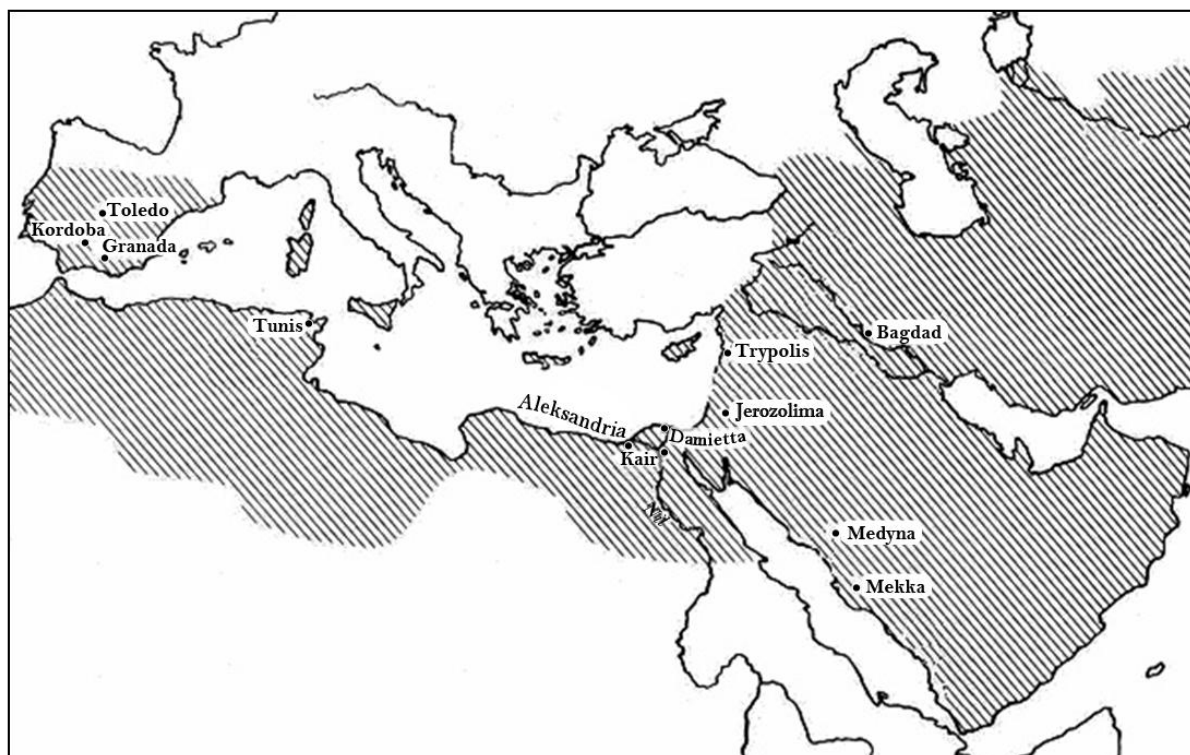 Toledo
Kordoba
Granada
Tunis
Bagdad
Trypolis
Aleksandria
Jerozolima
Damietta
Kair
Nil
Medyna
Mekka